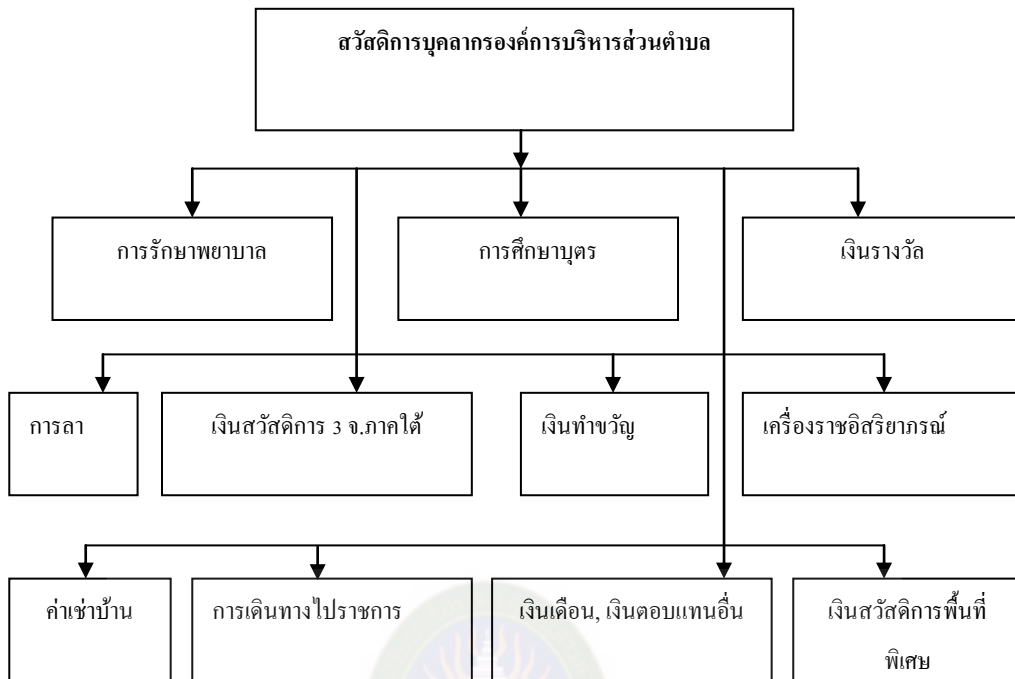 สวัสดิการบุคลากรองค์การบริหารส่วนตำบล
การรักษาพยาบาล
การศึกษาบุตร
เงินรางวัล
การลา
เงินสวัสดิการ 3 จ.ภาคใต้
เงินทำขวัญ
เครื่องราชอิสริยาภรณ์
ค่าเช่าบ้าน
การเดินทางไปราชการ
เงินเดือน, เงินตอบแทนอื่น
เงินสวัสดิการพื้นที่
พิเศษ